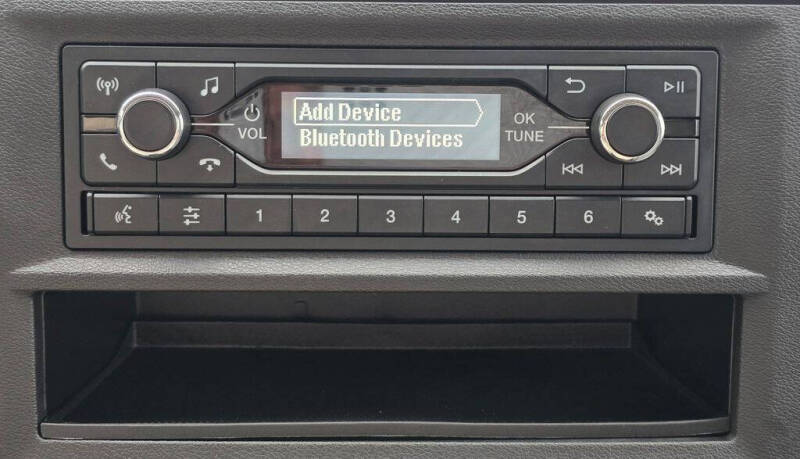 Add Device
Bluetooth Devices
VOL
OK
TUNE
1
2
3
4
5
6